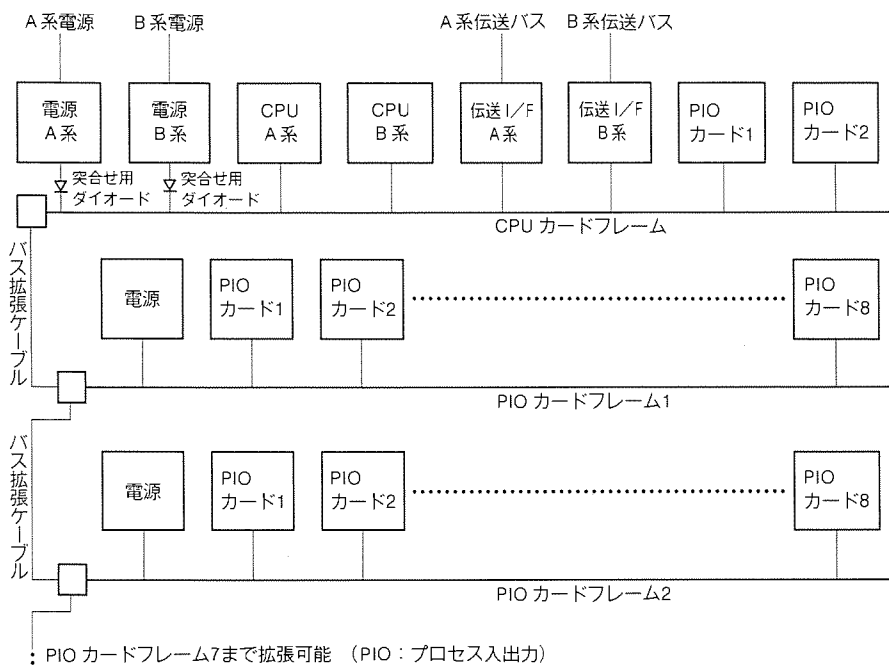 A系電源
B系電源
A系伝送バス
B系伝送バス
電源
A系
電源
B系
CPU
A系
CPU
B系
伝送I/F
A系
伝送I/F
B系
PIO
カード1
PIO
カード2
突合せ用
ダイオード
突合せ用
ダイオード
CPU カードフレーム
バス拡張ケーブル
電源
PIO
カード1
PIO
カード2
PIO
カード8
PIO カードフレーム1
バス拡張ケーブル
電源
PIO
カード1
PIO
カード2
PIO
カード8
PIO カードフレーム2
PIO カードフレーム7まで拡張可能 (PIO:プロセス入出力)